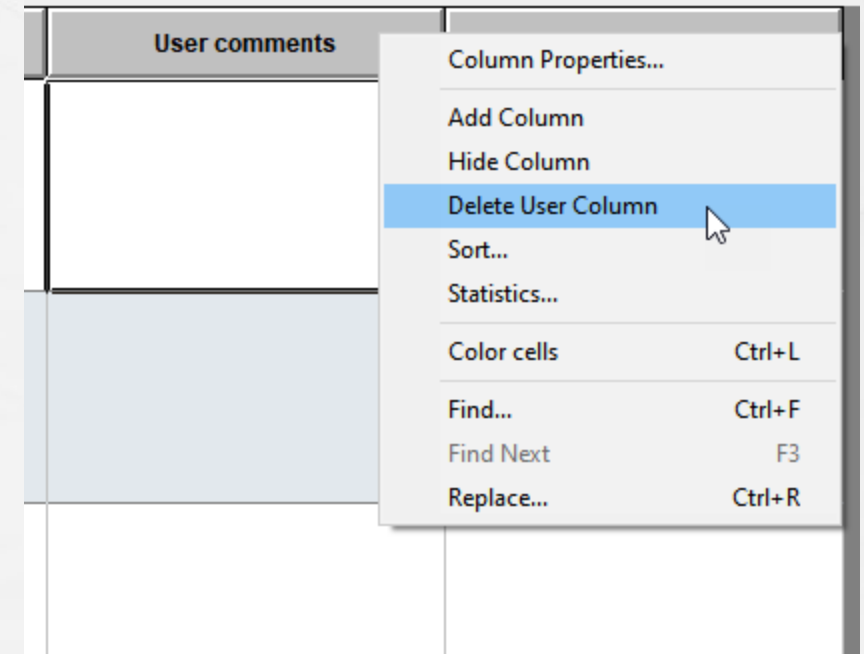 User comments
Column Properties...
Add Column
Hide Column
Delete User Column
Sort...
Statistics...
Color cells Ctrl+L
Find... Ctrl+F
Find Next F3
Replace... Ctrl+R